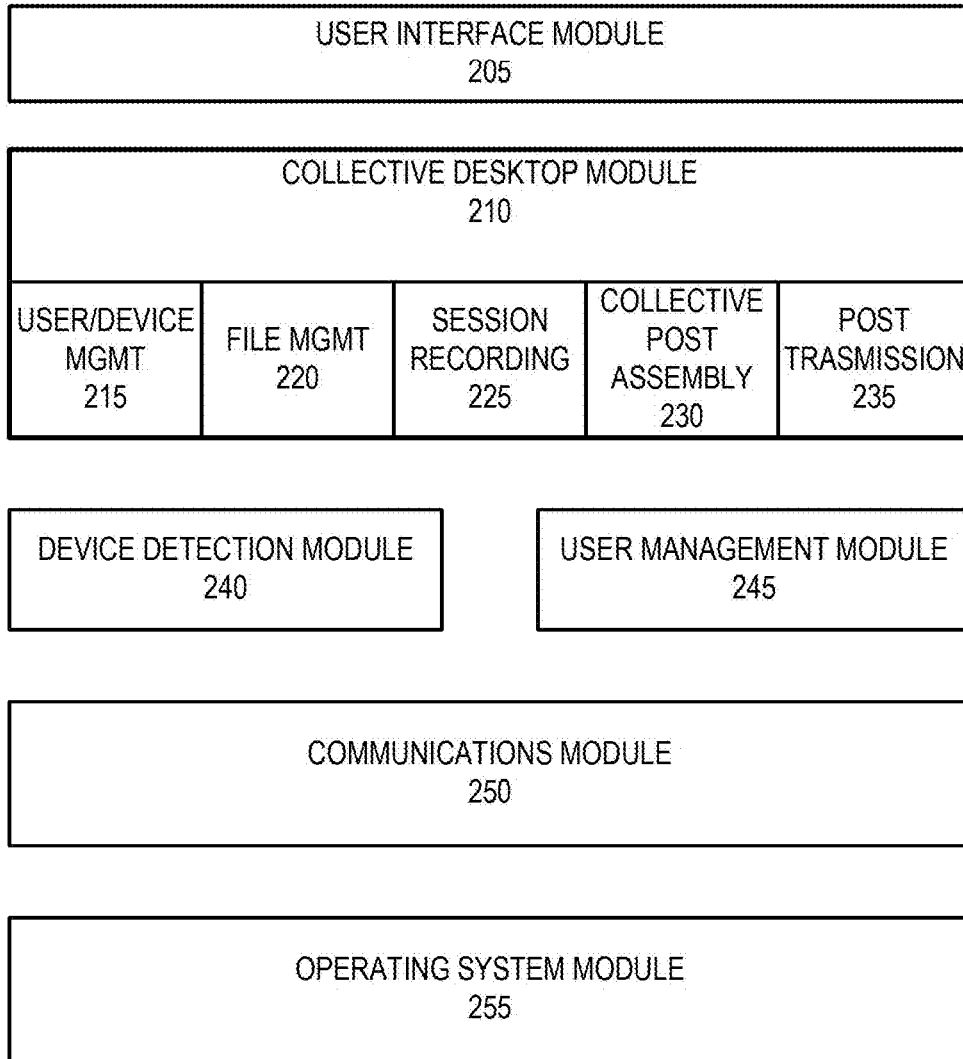 USER INTERFACE MODULE
205
COLLECTIVE DESKTOP MODULE
210
USER/DEVICE
MGMT
215
FILE MGMT
220
SESSION
RECORDING
225
COLLECTIVE
POST
ASSEMBLY
230
POST
TRASMISSION
235
DEVICE DETECTION MODULE
240
USER MANAGEMENT MODULE
245
COMMUNICATIONS MODULE
250
OPERATING SYSTEM MODULE
255